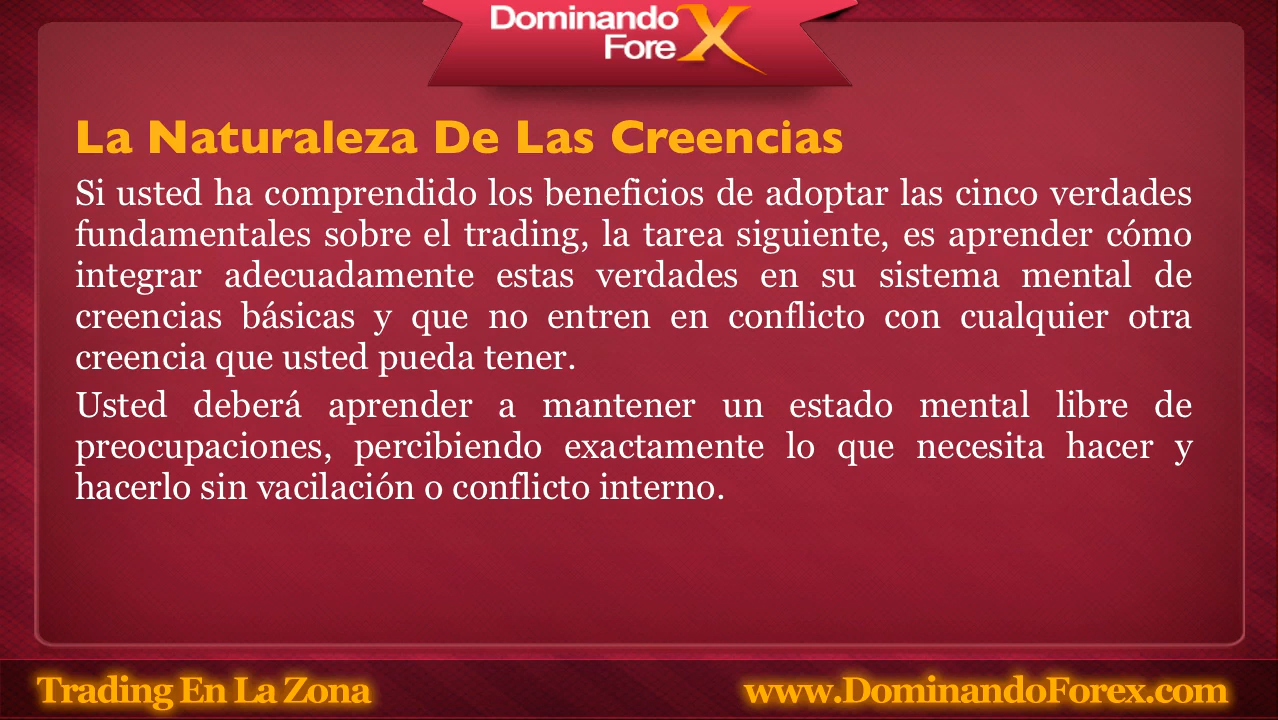 Dominando
ForeX
La Naturaleza De Las Creencias
Si usted ha comprendido los beneficios de adoptar las cinco verdades
fundamentales sobre el trading, la tarea siguiente, es aprender cómo
integrar adecuadamente estas verdades en su sistema mental de
creencias básicas y que no entren en conflicto con cualquier otra
creencia que usted pueda tener.
Usted deberá aprender a mantener un estado mental libre de
preocupaciones, percibiendo exactamente lo que necesita hacer y
hacerlo sin vacilación o conflicto interno.
Trading En La Zona
www.DominandoForex.com